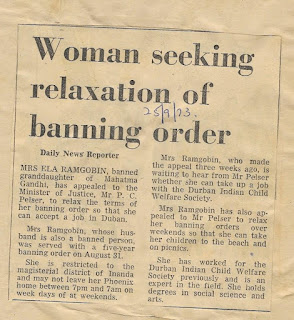 Woman seeking
relaxation of
25/9/73.
banning order
Daily News Reporter
MRS ELA RAMGOBIN, banned
granddaughter of Mahatma
Gandhi, has appealed to the
Minister of Justice, Mr. P. C.
Pelser, to relax the terms of
her banning order so that she
can accept a job in Duban.
Mrs Ramgobin, whose hus-
band is also a banned person,
was served with a five-year
banning order on August 31.
She is restricted to the
magisterial district of Inanda
and may not leave her Phoenix
home between 7pm and 7am on
week days of at weekends.
Mrs Ramgobin, who made
the appeal three weeks ago, is
waiting to hear from Mr Pelser
whether she can take up a job
with the Durban Indian Child
Welfare Society.
Mrs Ramgobin has also ap-
pealed to Mr Pelser to relax
her banning orders over
weekends so that she can take
her children to the beach and
on picnics.
She has worked for the
Durban Indian Child Welfare
Society previously and is an
expert in the field. She holds
degrees in social science and
arts.